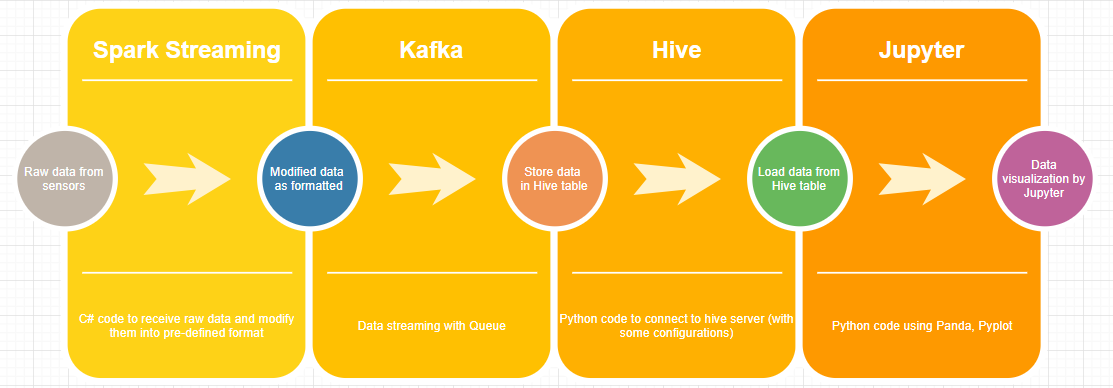 Spark Streaming
Kafka
Hive
Jupyter
Raw data from
sensors
Modified data
as formatted
Store data
in Hive table
Load data from
Hive table
Data
visualization by
Jupyter
C# code to receive raw data and modify
them into pre-defined format
Data streaming with Queue
Python code to connect to hive server (with
some configurations)
Python code using Panda, Pyplot